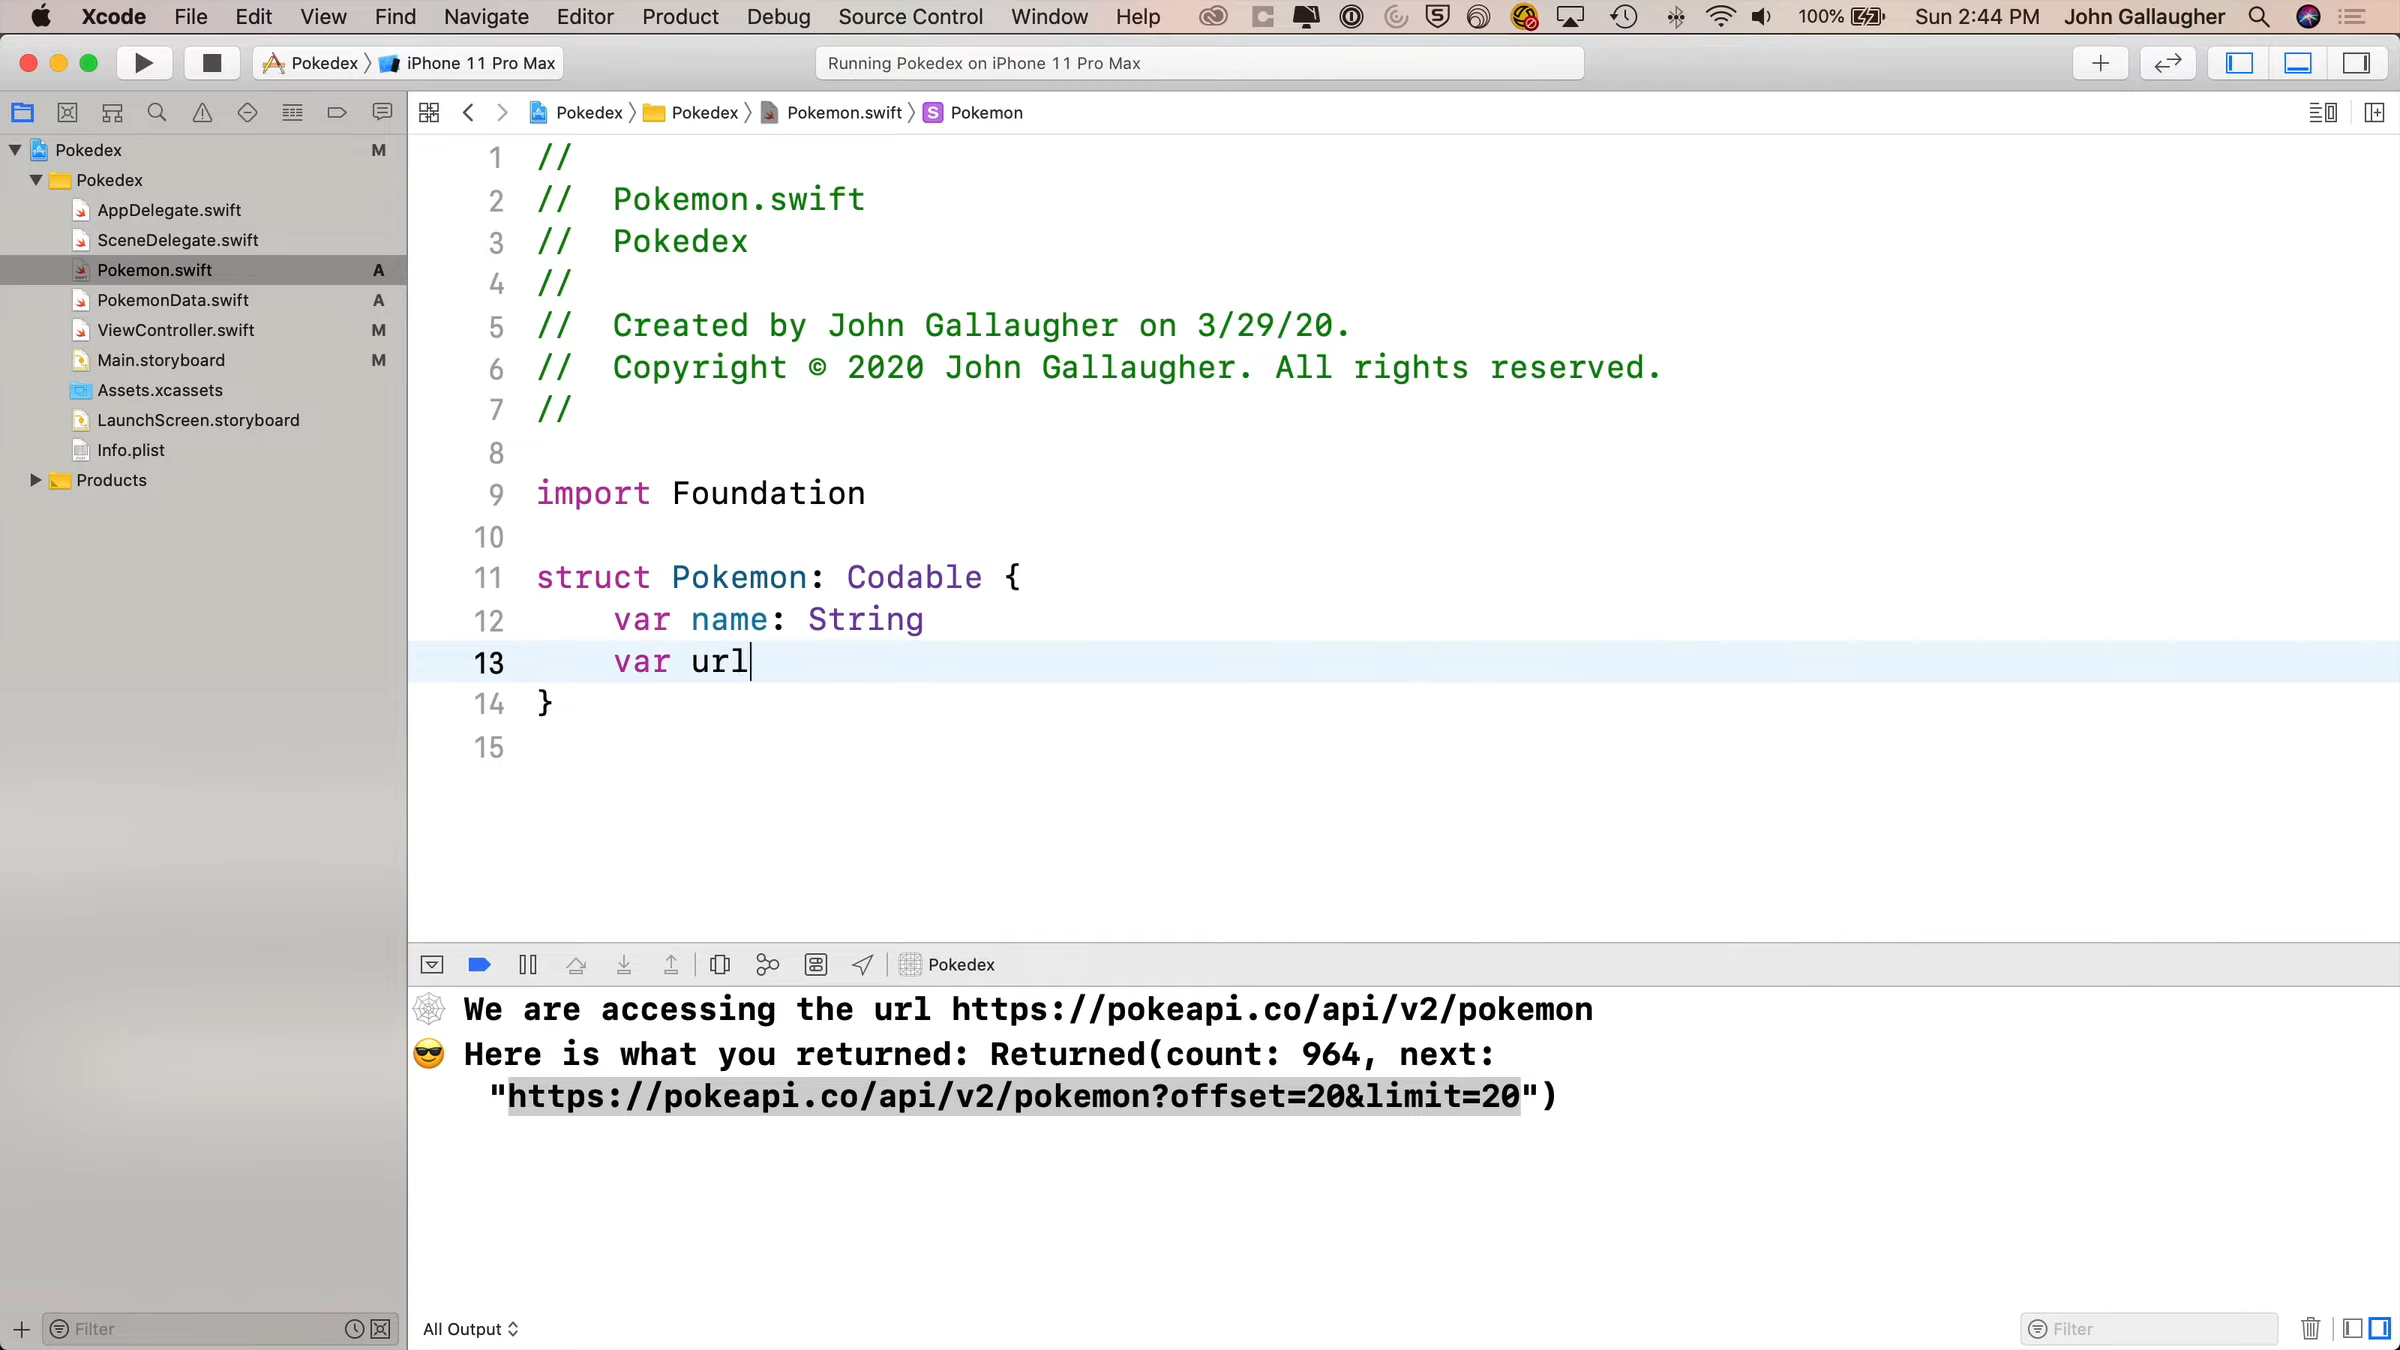 Xcode File Edit View Find Navigate Editor Product Debug Source Control Window Help 100% Sun 2:44 PM John Gallaugher
Pokedex iPhone 11 Pro Max
Running Pokedex on iPhone 11 Pro Max
Pokedex Pokedex Pokemon.swift S Pokemon
Pokedex M
Pokedex
AppDelegate.swift
SceneDelegate.swift
Pokemon.swift A
PokemonData.swift A
ViewController.swift M
Main.storyboard M
Assets.xcassets
LaunchScreen.storyboard
Info.plist
Products
1 //
2 // Pokemon.swift
3 // Pokedex
4 //
5 // Created by John Gallaugher on 3/29/20.
6 // Copyright © 2020 John Gallaugher. All rights reserved.
7 //
8
9 import Foundation
10
11 struct Pokemon: Codable {
12 var name: String
13 var url
14 }
15
Pokedex
🕸 We are accessing the url https://pokeapi.co/api/v2/pokemon
😎 Here is what you returned: Returned(count: 964, next:
"https://pokeapi.co/api/v2/pokemon?offset=20&limit=20")
Filter
All Output
Filter